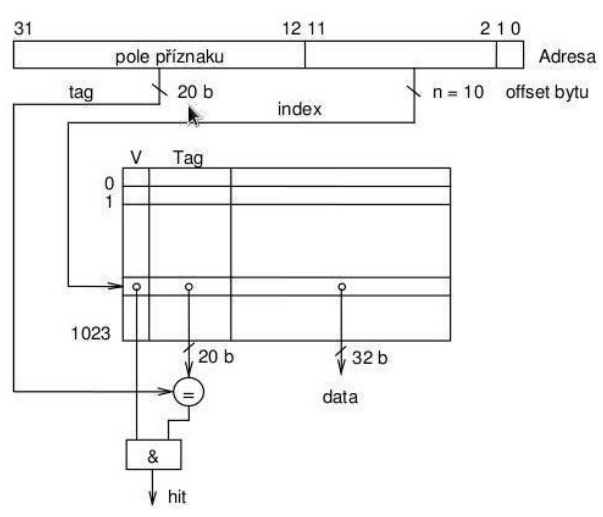 31 12 11 2 1 0
pole příznaku Adresa
tag 20 b n = 10 offset bytu
index
V Tag
0
1
1023
20 b 32 b
= data
&
hit